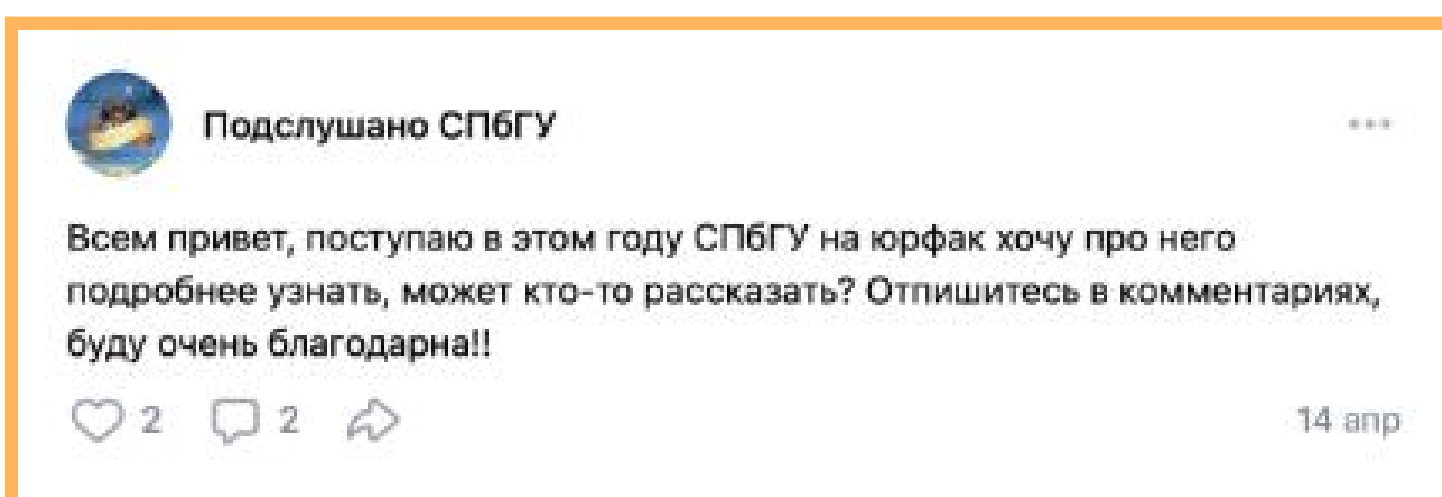 Подслушано СПбГУ
Всем привет, поступаю в этом году СПбГУ на юрфак хочу про него
подробнее узнать, может кто-то рассказать? Отпишитесь в комментариях,
буду очень благодарна!!
2 2
14 апр